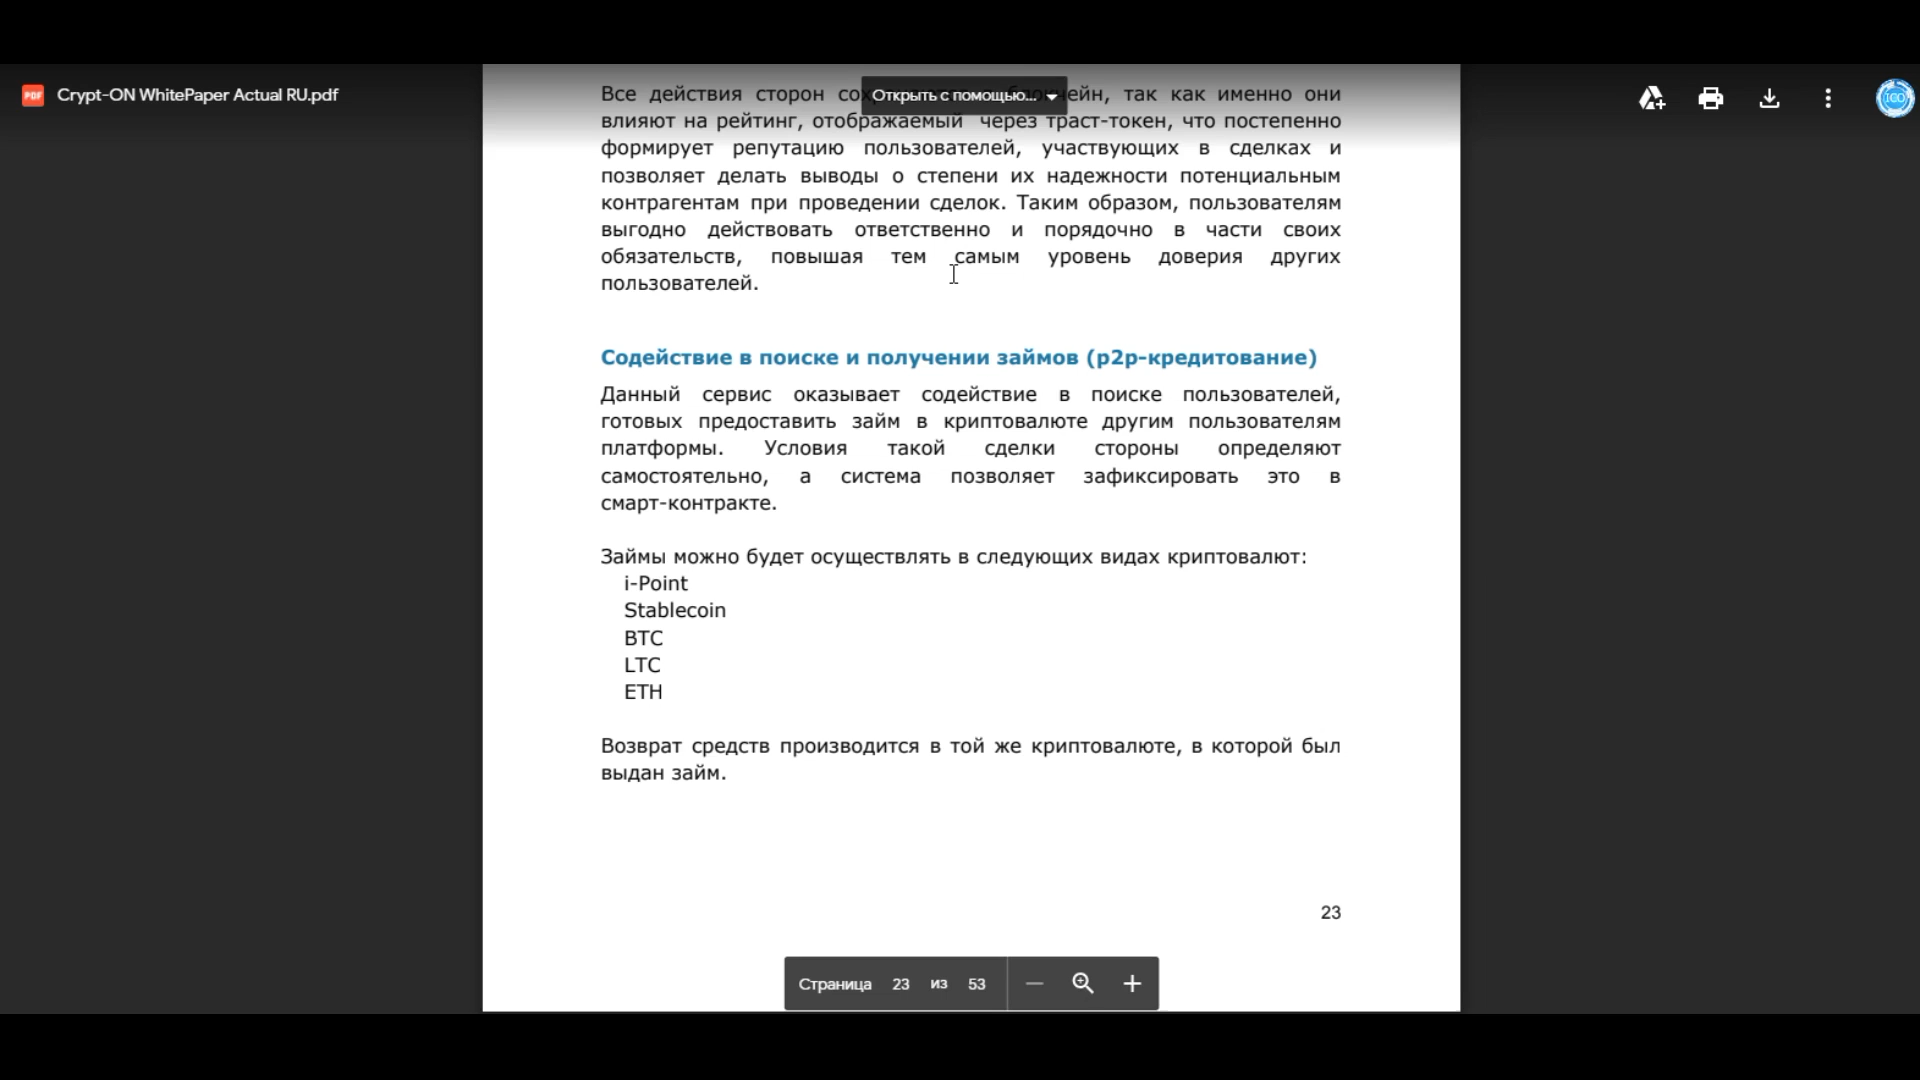 Crypt-ON WhitePaper Actual RU.pdf
Открыть с помощью...
Все действия сторон блокчейн, так как именно они
влияют на рейтинг, отображаемый через траст-токен, что постепенно
формирует репутацию пользователей, участвующих в сделках и
позволяет делать выводы о степени их надежности потенциальным
контрагентам при проведении сделок. Таким образом, пользователям
выгодно действовать ответственно и порядочно в части своих
обязательств, повышая тем самым уровень доверия других
пользователей.
Содействие в поиске и получении займов (p2p-кредитование)
Данный сервис оказывает содействие в поиске пользователей,
готовых предоставить займ в криптовалюте другим пользователям
платформы. Условия такой сделки стороны определяют
самостоятельно, а система позволяет зафиксировать это в
смарт-контракте.
Займы можно будет осуществлять в следующих видах криптовалют:
i-Point
Stablecoin
BTC
LTC
ETH
Возврат средств производится в той же криптовалюте, в которой был
выдан займ.
23
Страница 23 из 53